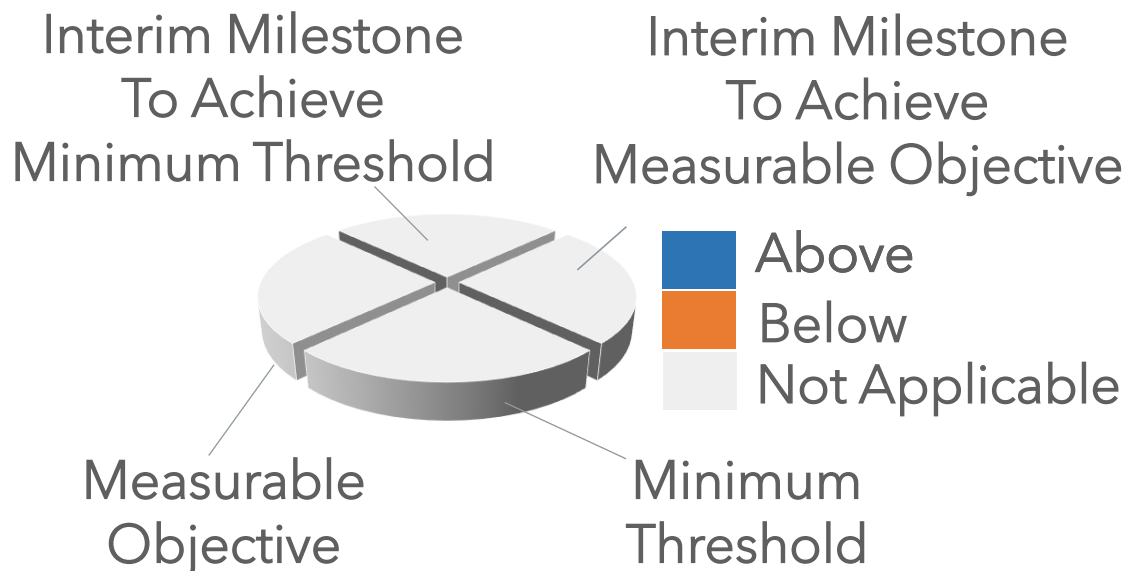 Interim Milestone
To Achieve
Minimum Threshold
Interim Milestone
To Achieve
Measurable Objective
Above
Below
Not Applicable
Measurable
Objective
Minimum
Threshold